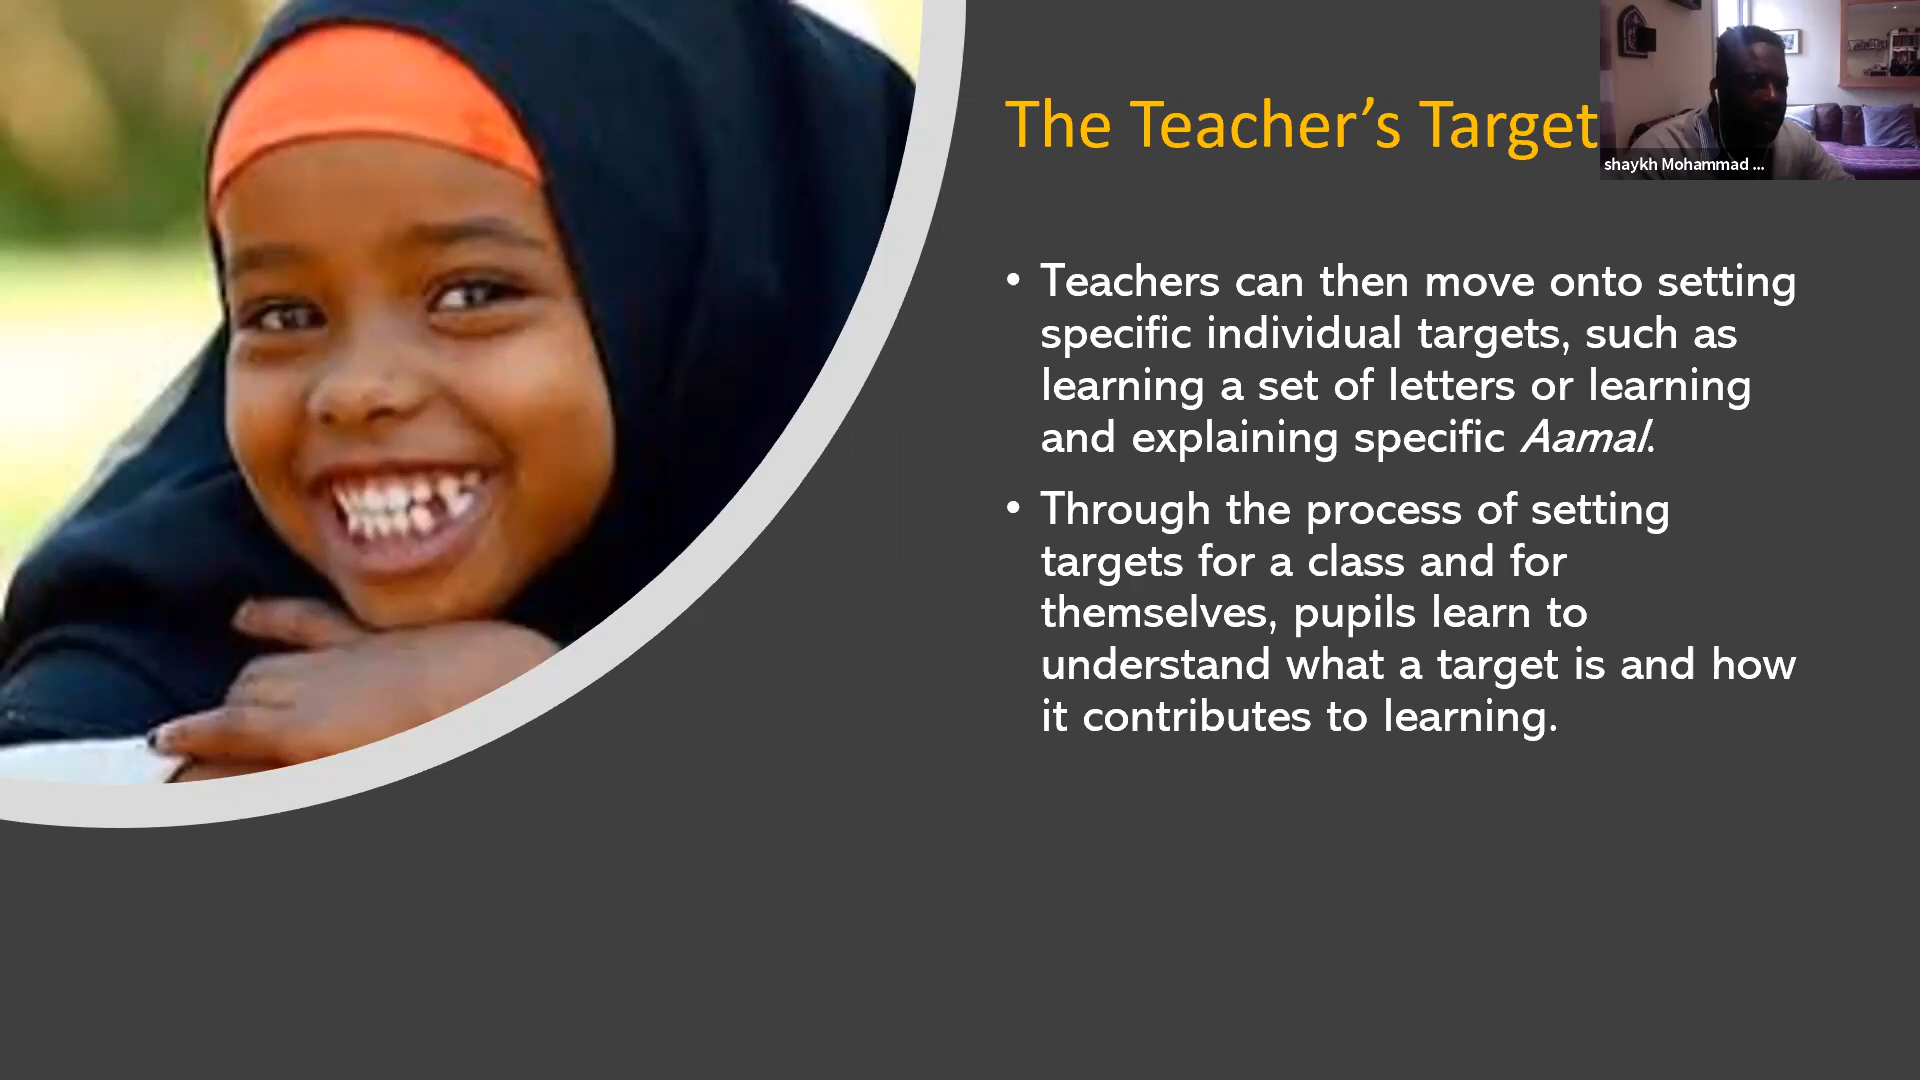 The Teacher’s Target
shaykh Mohammad ...
• Teachers can then move onto setting
specific individual targets, such as
learning a set of letters or learning
and explaining specific Aamal.
• Through the process of setting
targets for a class and for
themselves, pupils learn to
understand what a target is and how
it contributes to learning.